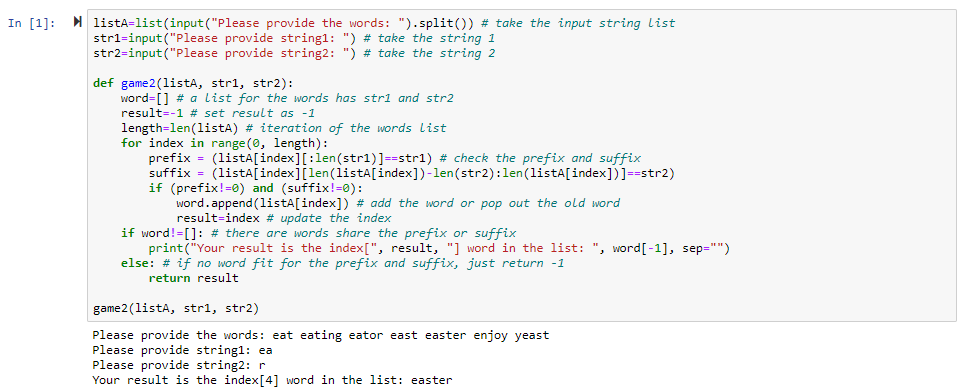 In [1]: listA=list(input("Please provide the words: ").split()) # take the input string list
str1=input("Please provide string1: ") # take the string 1
str2=input("Please provide string2: ") # take the string 2

def game2(listA, str1, str2):
    word=[] # a list for the words has str1 and str2
    result=-1 # set result as -1
    length=len(listA) # iteration of the words list
    for index in range(0, length):
        prefix = (listA[index][:len(str1)]==str1) # check the prefix and suffix
        suffix = (listA[index][len(listA[index])-len(str2):len(listA[index])]==str2)
        if (prefix!=0) and (suffix!=0):
            word.append(listA[index]) # add the word or pop out the old word
            result=index # update the index
    if word!=[]: # there are words share the prefix or suffix
        print("Your result is the index[", result, "] word in the list: ", word[-1], sep="")
    else: # if no word fit for the prefix and suffix, just return -1
        return result

game2(listA, str1, str2)
Please provide the words: eat eating eator east easter enjoy yeast
Please provide string1: ea
Please provide string2: r
Your result is the index[4] word in the list: easter